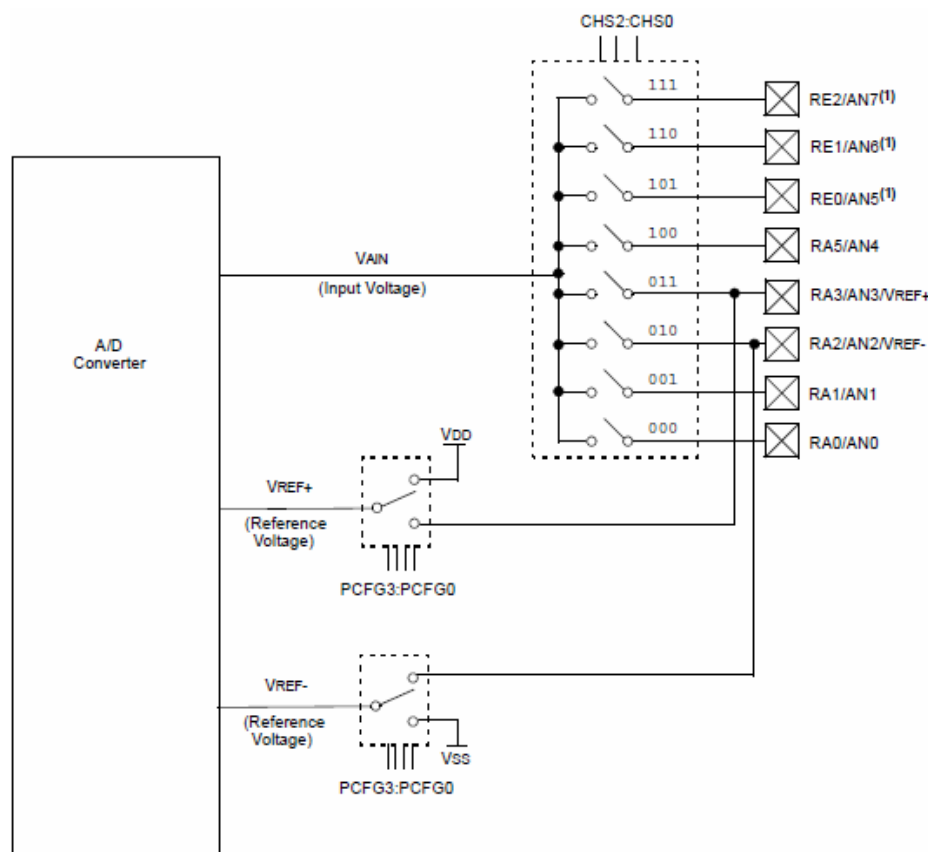 CHS2:CHS0
111
RE2/AN7(1)
110
RE1/AN6(1)
101
RE0/AN5(1)
100
RA5/AN4
VAIN
(Input Voltage)
011
RA3/AN3/VREF+
010
RA2/AN2/VREF-
A/D
Converter
001
RA1/AN1
000
RA0/AN0
VDD
VREF+
(Reference
Voltage)
PCFG3:PCFG0
VREF-
(Reference
Voltage)
VSS
PCFG3:PCFG0